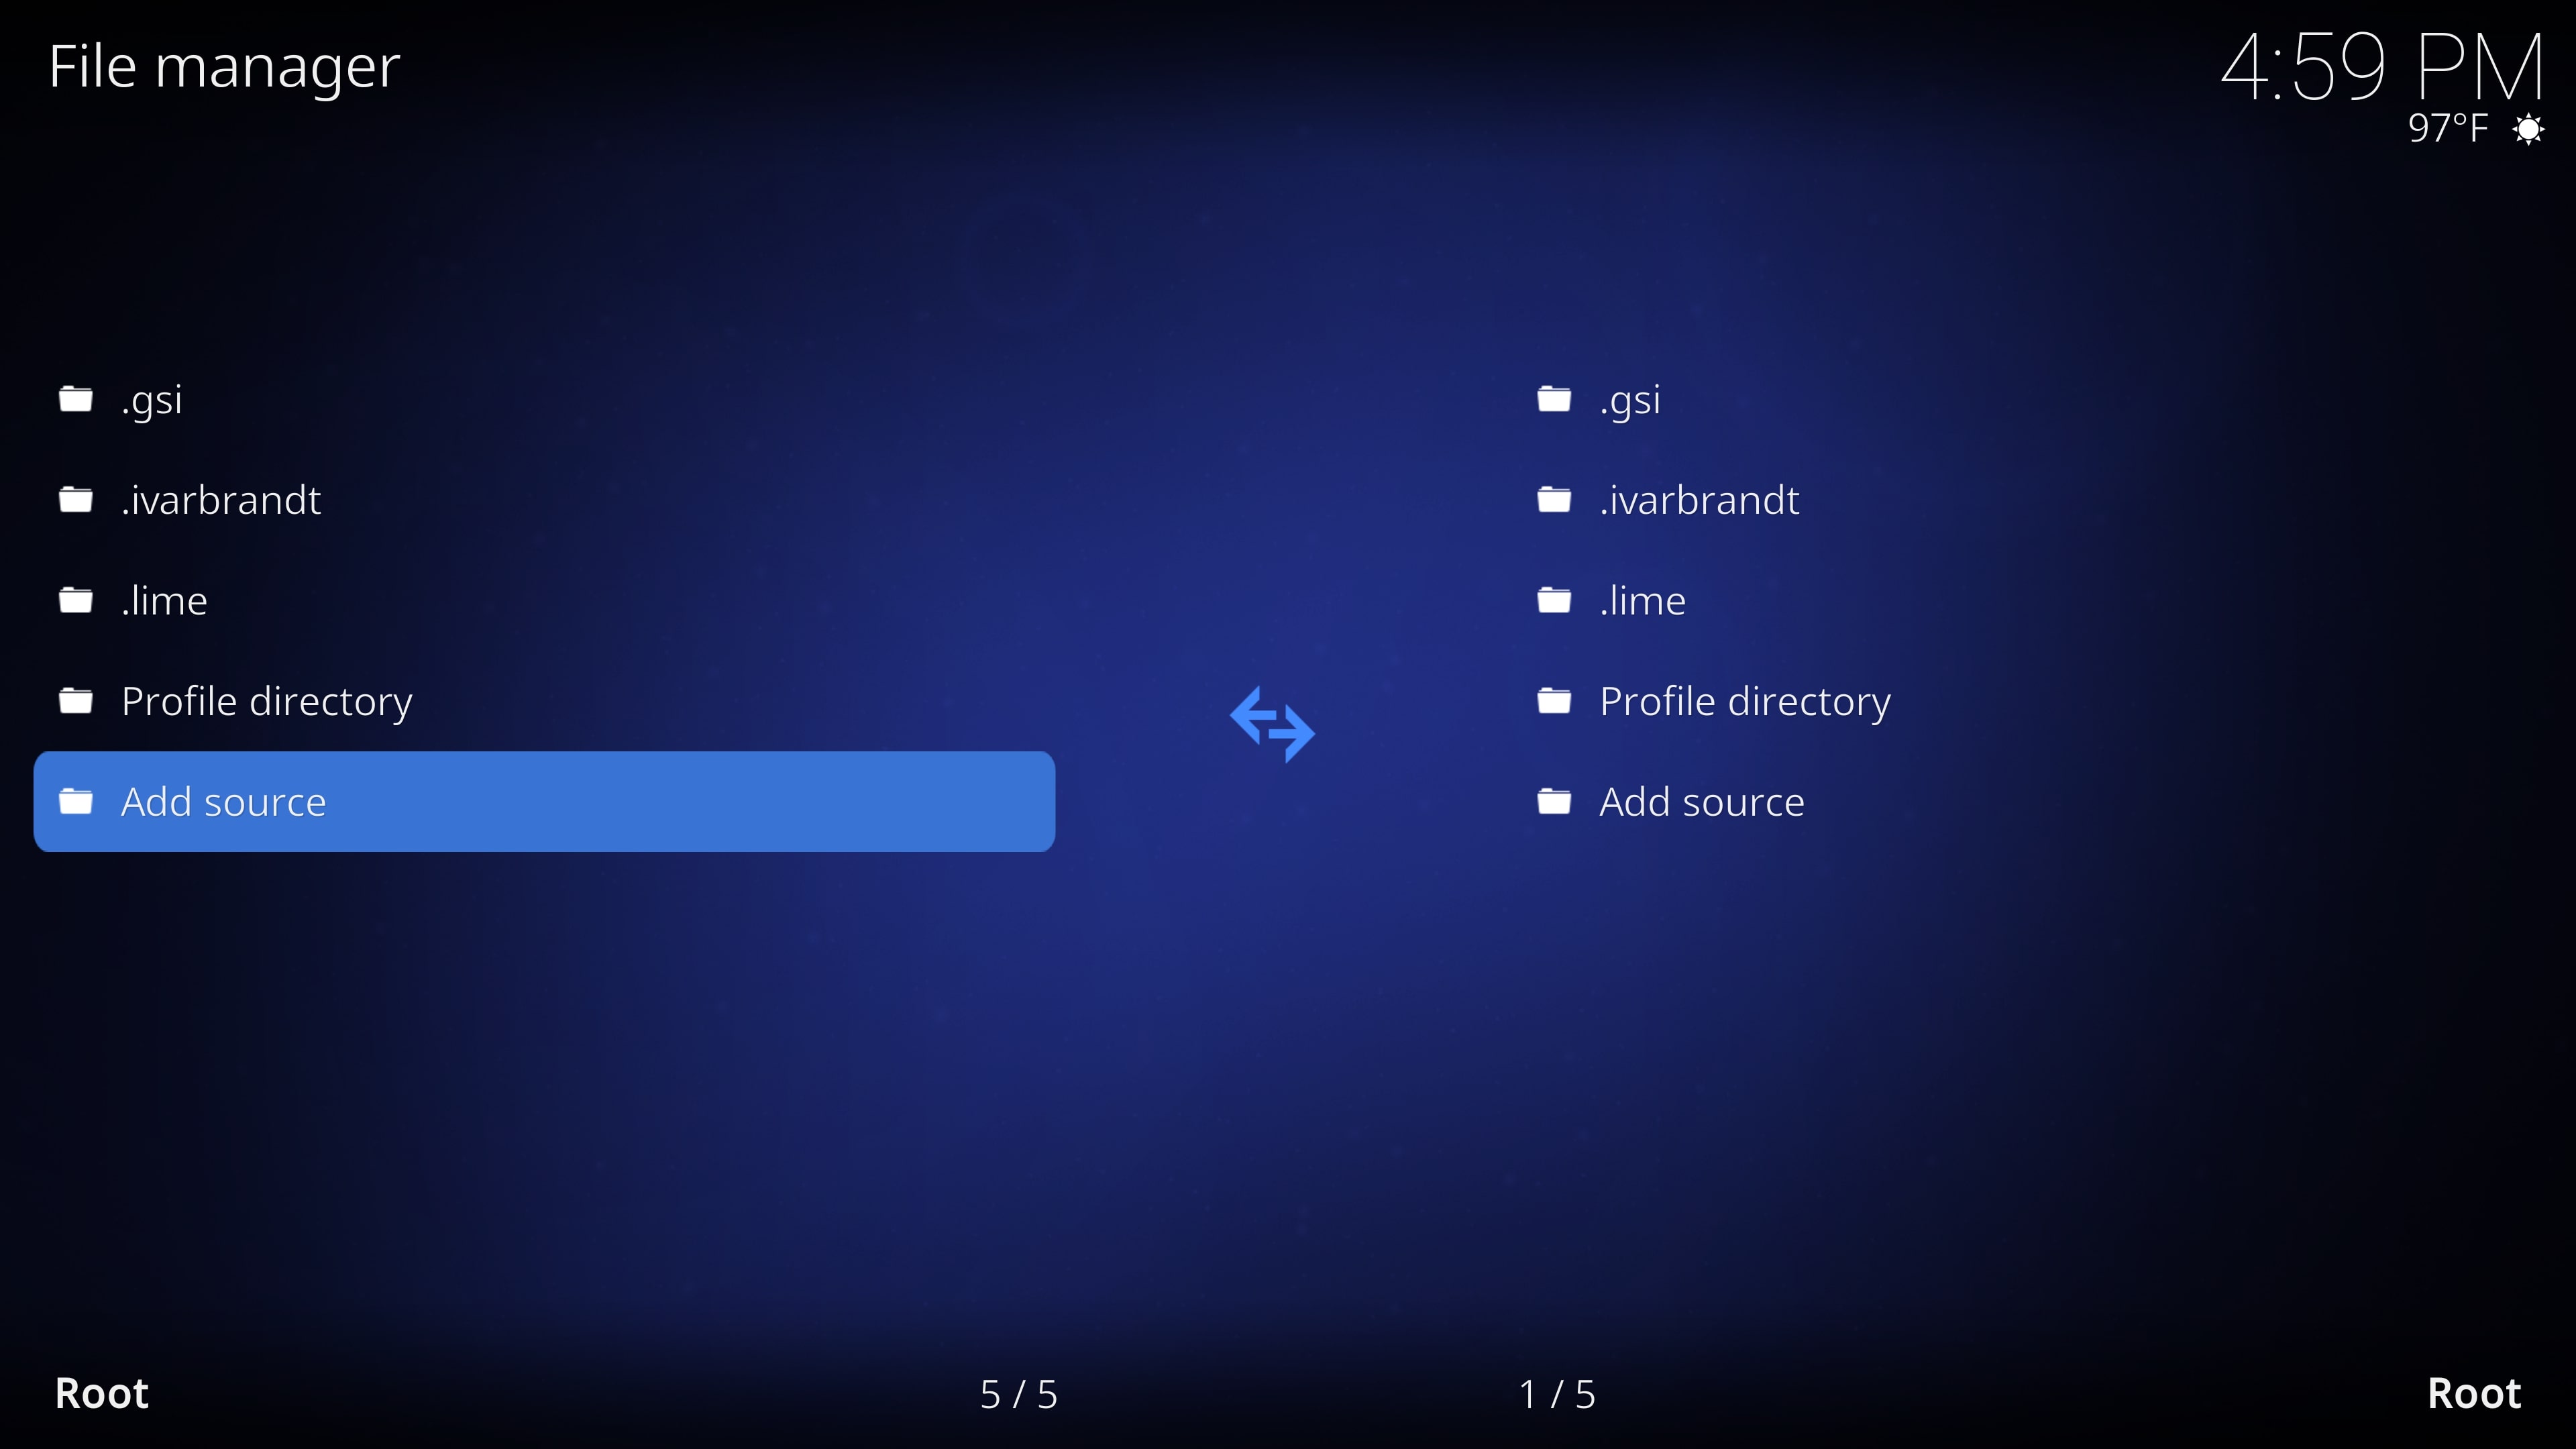 File manager
4:59 PM
97°F
.gsi
.ivarbrandt
.lime
Profile directory
Add source
.gsi
.ivarbrandt
.lime
Profile directory
Add source
Root
5 / 5
1 / 5
Root